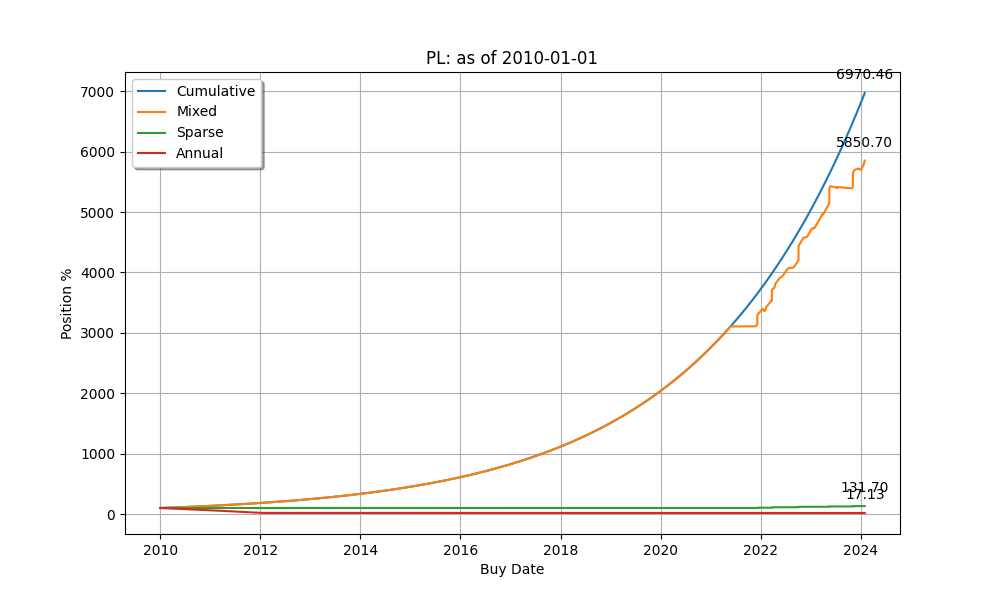 PL: as of 2010-01-01
6970.46
7000
Cumulative
Mixed
Sparse
Annual
5850.70
6000
5000
4000
3000
2000
1000
131.70
17.13
0
Position %
2010 2012 2014 2016 2018 2020 2022 2024
Buy Date